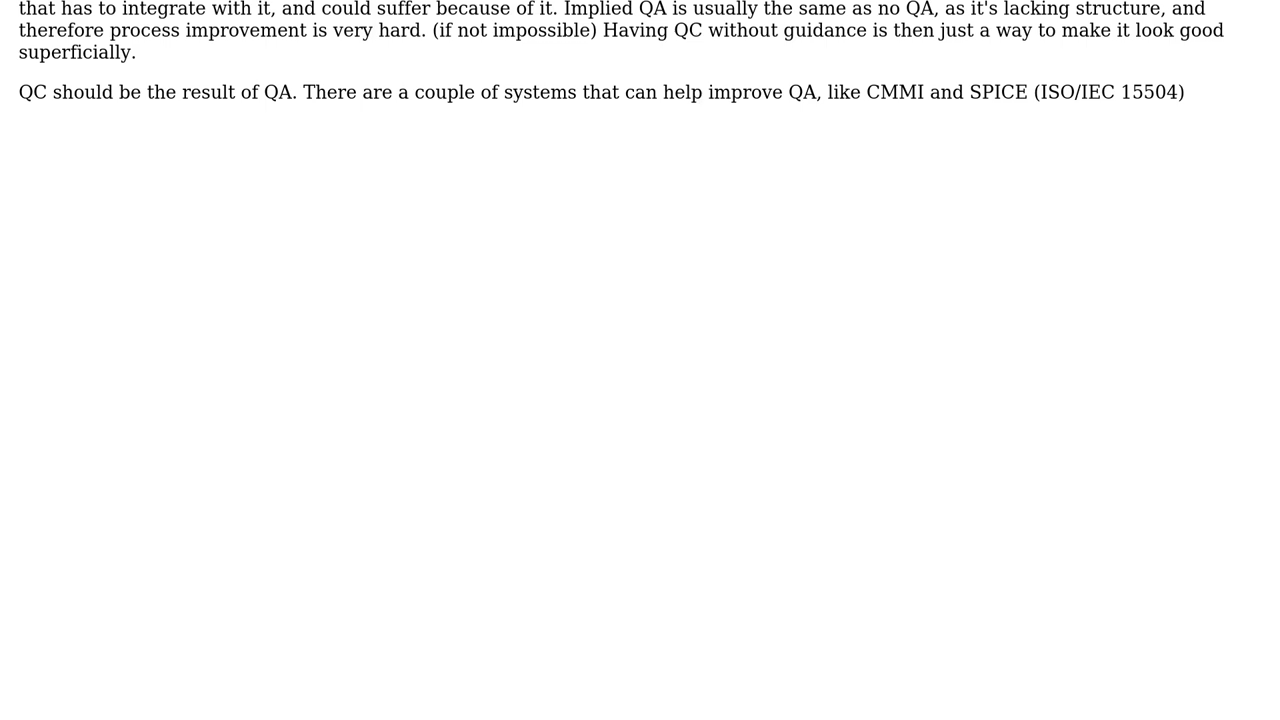 that has to integrate with it, and could suffer because of it. Implied QA is usually the same as no QA, as it's lacking structure, and
therefore process improvement is very hard. (if not impossible) Having QC without guidance is then just a way to make it look good
superficially.
QC should be the result of QA. There are a couple of systems that can help improve QA, like CMMI and SPICE (ISO/IEC 15504)